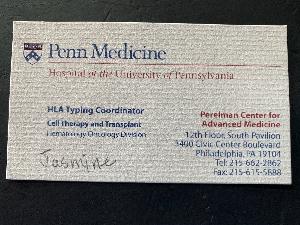 Penn Medicine
Hospital of the University of Pennsylvania
HLA Typing Coordinator
Cell Therapy and Transplant
Hematology Oncology Division
Jasmine
Perelman Center for
Advanced Medicine
12th Floor, South Pavilion
3400 Civic Center Boulevard
Philadelphia, PA 19104
Tel: 215-662-2862
Fax: 215-615-5888